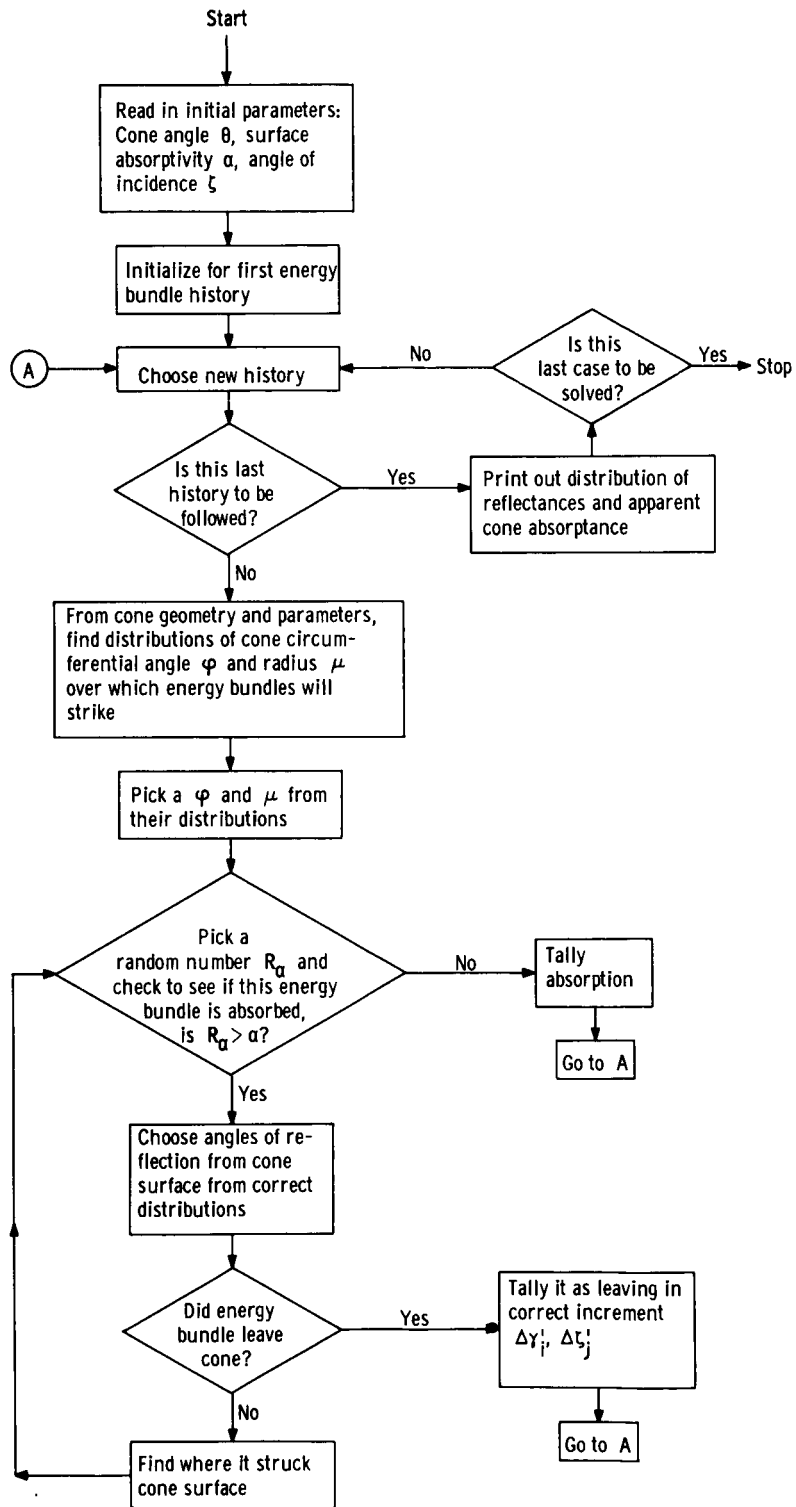 Start
Read in initial parameters:
Cone angle θ, surface
absorptivity α, angle of
incidence ζ
Initialize for first energy
bundle history
A
Choose new history
No
Is this
last case to be
solved?
Yes
Stop
Is this last
history to be
followed?
Yes
Print out distribution of
reflectances and apparent
cone absorptance
No
From cone geometry and parameters,
find distributions of cone circum-
ferential angle φ and radius μ
over which energy bundles will
strike
Pick a φ and μ from
their distributions
Pick a
random number Rα and
check to see if this energy
bundle is absorbed,
is Rα > α?
No
Tally
absorption
Go to A
Yes
Choose angles of re-
flection from cone
surface from correct
distributions
Did energy
bundle leave
cone?
Yes
Tally it as leaving in
correct increment
Δγ'i, Δζ'j
Go to A
No
Find where it struck
cone surface